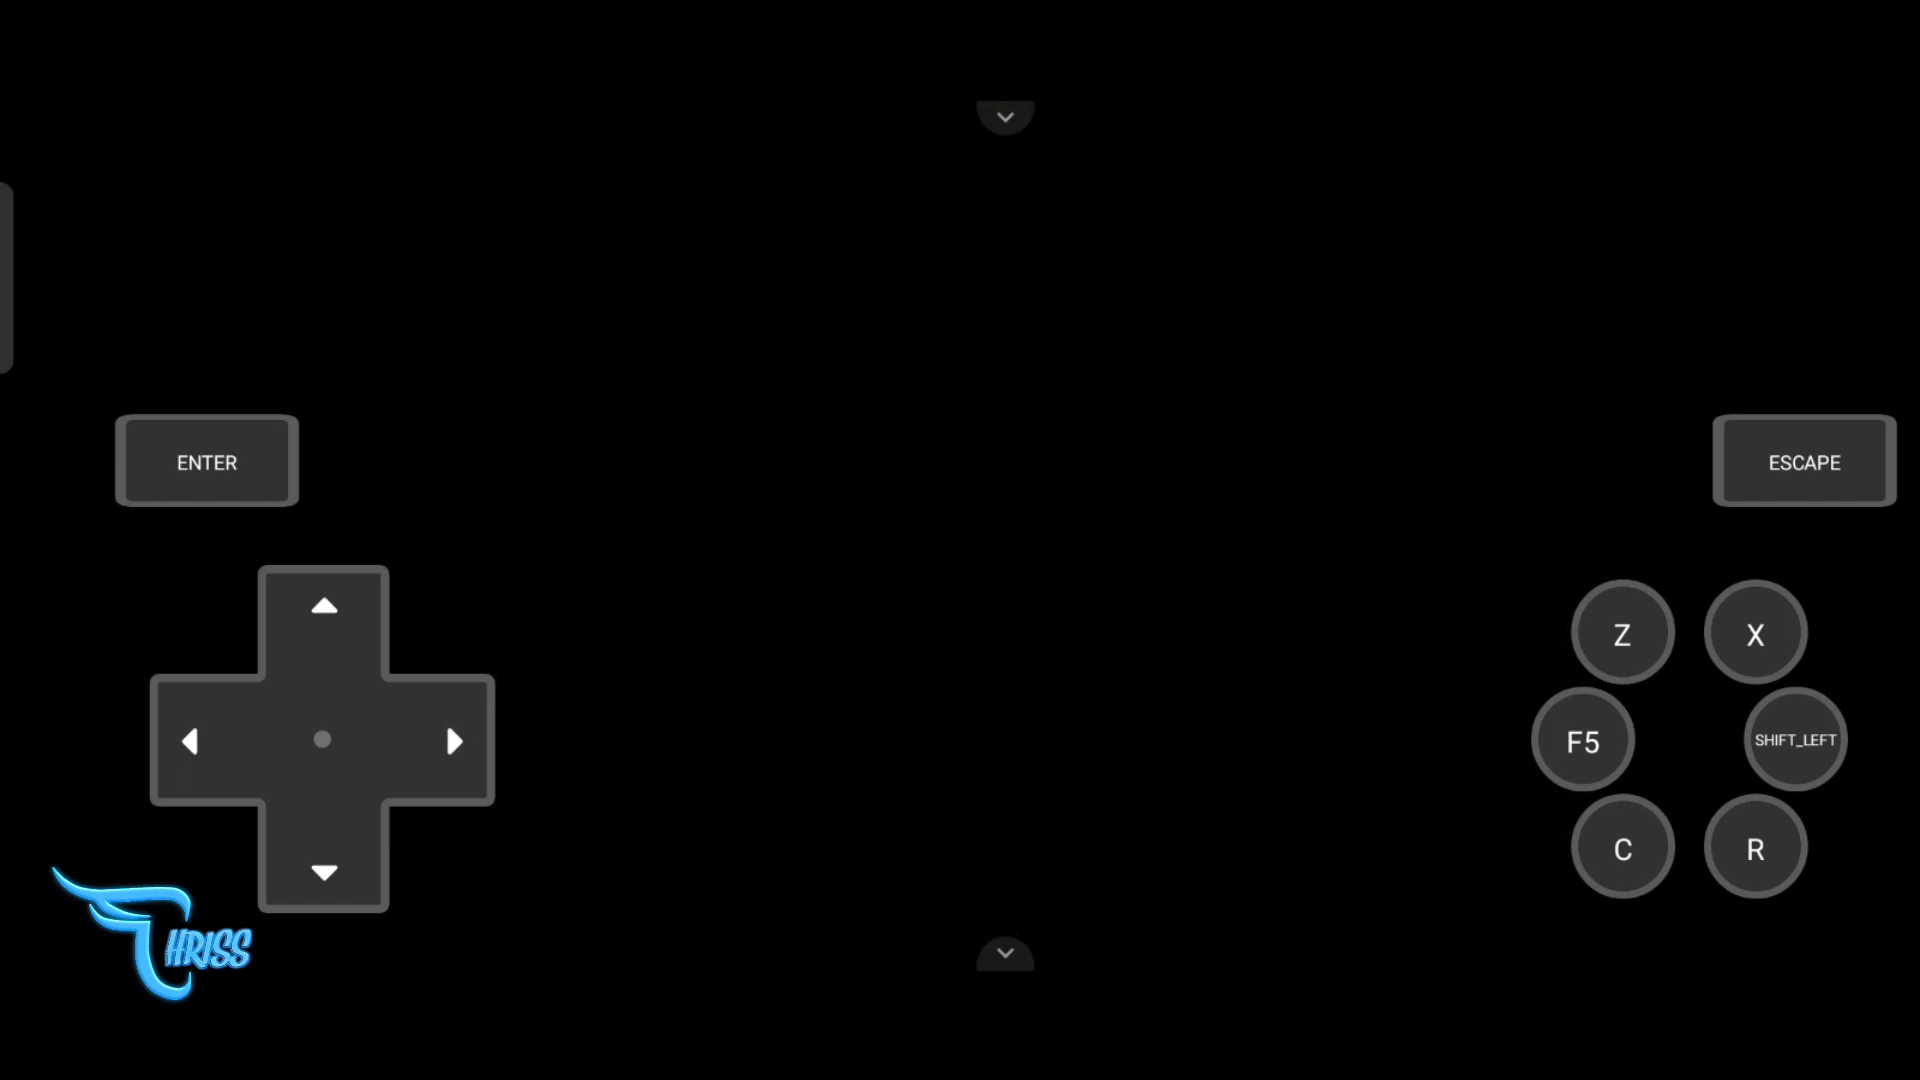 ENTER
ESCAPE
Z
X
F5
SHIFT_LEFT
C
R
HRISS